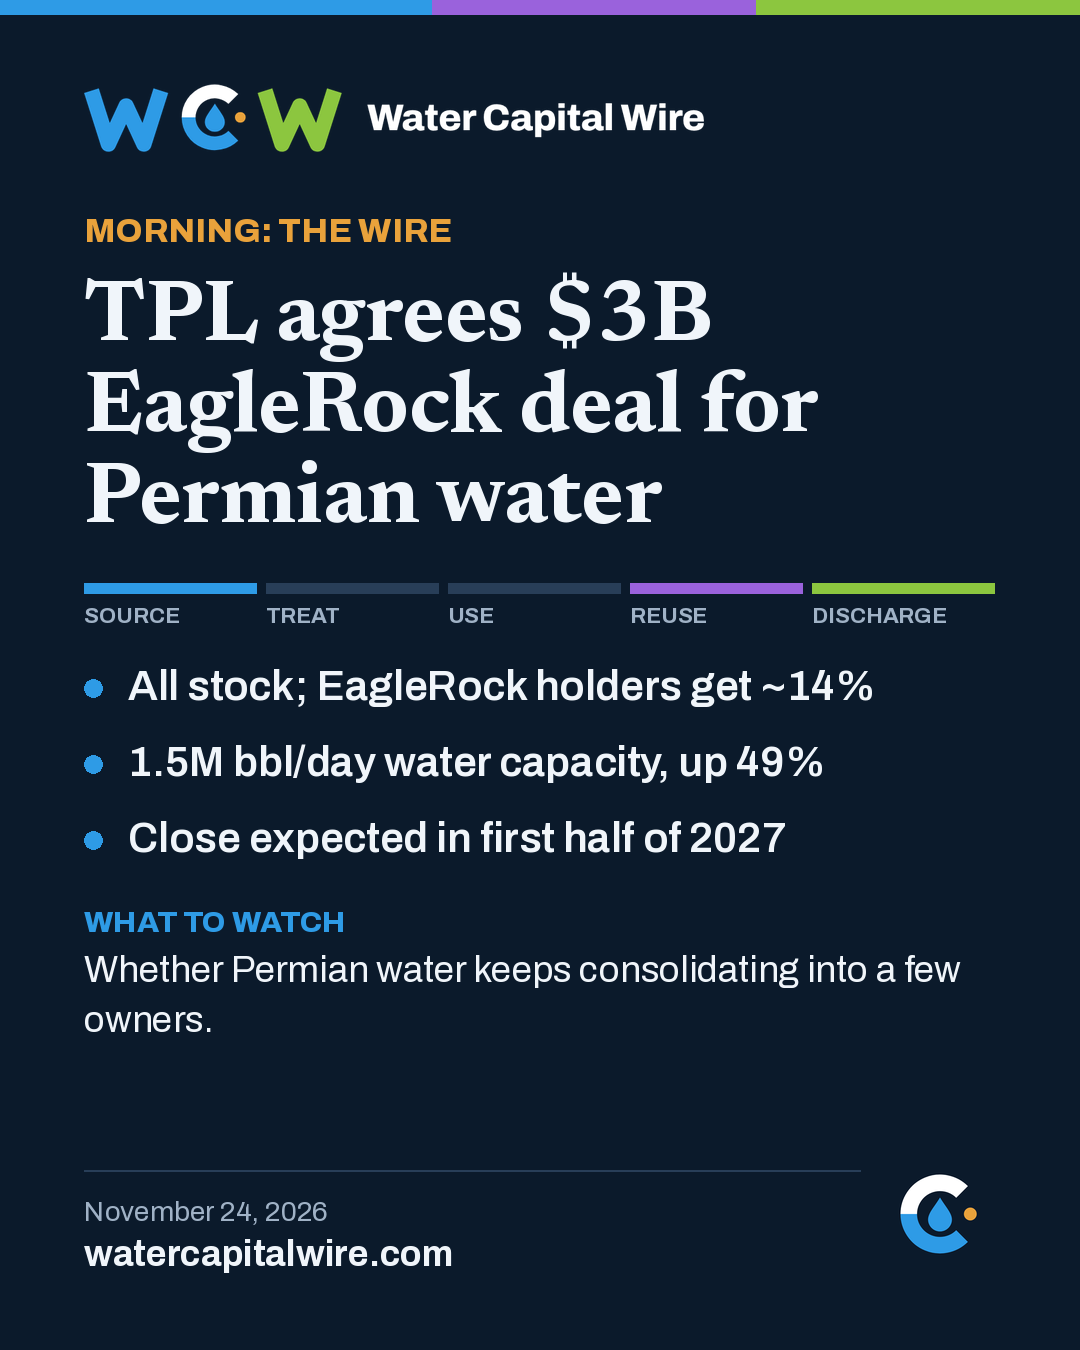 WCW Water Capital Wire
MORNING: THE WIRE
TPL agrees $3B
EagleRock deal for
Permian water
SOURCE TREAT USE REUSE DISCHARGE
All stock; EagleRock holders get ~14%
1.5M bbl/day water capacity, up 49%
Close expected in first half of 2027
WHAT TO WATCH
Whether Permian water keeps consolidating into a few
owners.
November 24, 2026
watercapitalwire.com